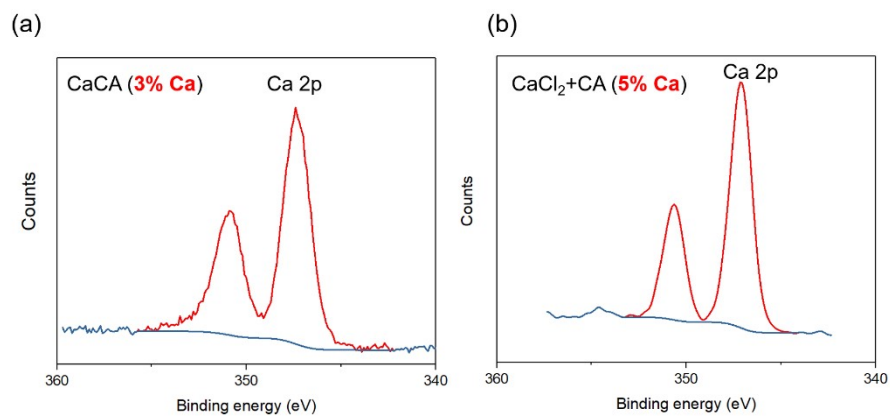 (a)
CaCA (3% Ca)
Ca 2p
Counts
360
350
340
Binding energy (eV)
(b)
CaCl₂+CA (5% Ca)
Ca 2p
Counts
360
350
340
Binding energy (eV)